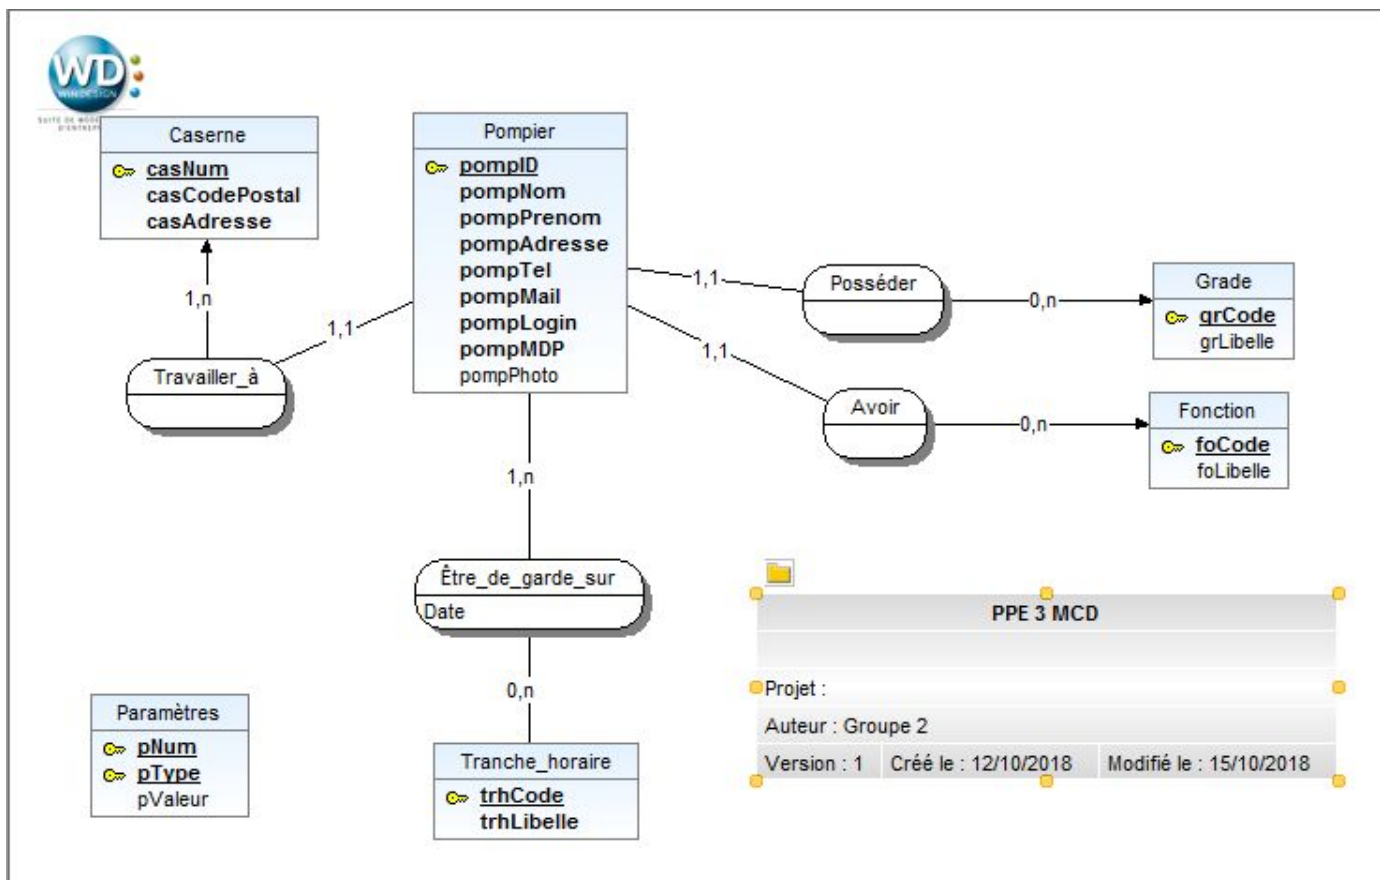 WD
WINDESIGN
Caserne
casNum
casCodePostal
casAdresse
Pompier
pompID
pompNom
pompPrenom
pompAdresse
pompTel
pompMail
pompLogin
pompMDP
pompPhoto
1,n
1,1
Travailler_à
1,1
Posséder
0,n
Grade
grCode
grLibelle
1,1
Avoir
0,n
Fonction
foCode
foLibelle
1,n
Être_de_garde_sur
Date
0,n
Tranche_horaire
trhCode
trhLibelle
Paramètres
pNum
pType
pValeur
PPE 3 MCD
Projet :
Auteur : Groupe 2
Version : 1 Créé le : 12/10/2018 Modifié le : 15/10/2018